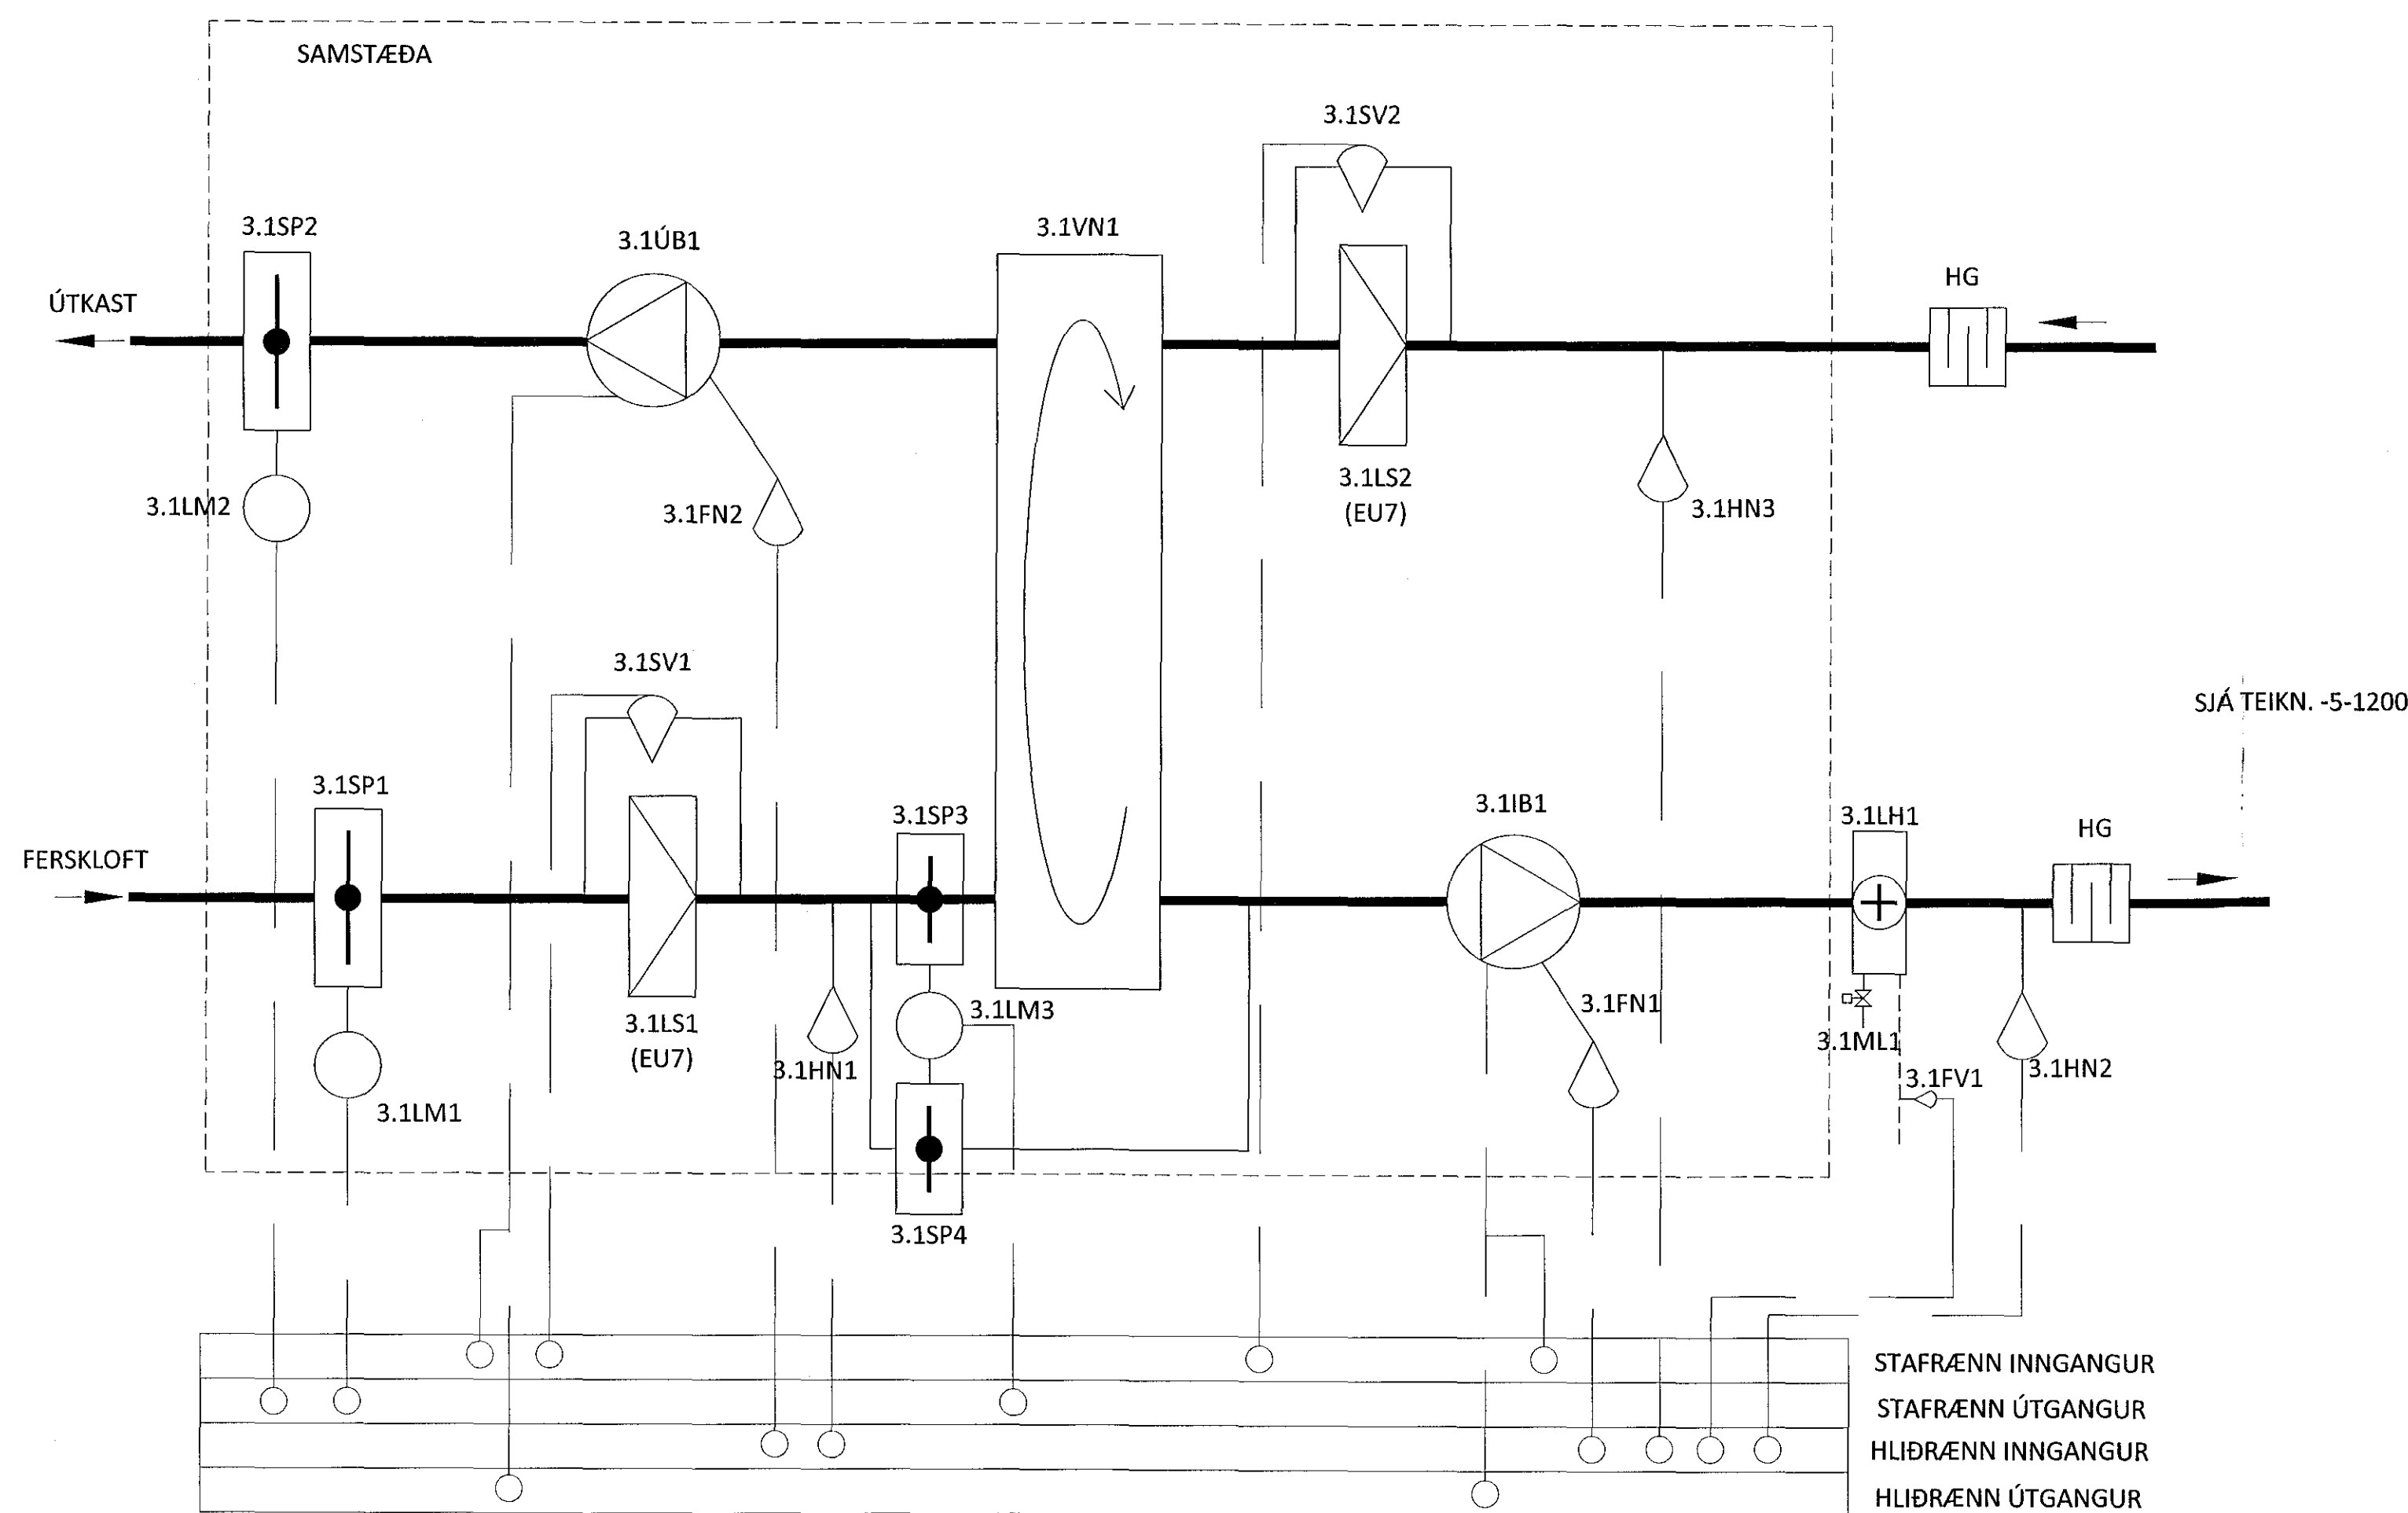 SAMSTÆÐA
3.1SV2
3.1SP2
3.1ÚB1
3.1VN1
HG
ÚTKAST
3.1LS2
(EU7)
3.1LM2
3.1FN2
3.1HN3
3.1SV1
SJÁ TEIKN. -5-1200
3.1SP1
3.1SP3
3.1IB1
3.1LH1
HG
FERSKLOFT
3.1LS1
(EU7)
3.1LM3
3.1FN1
3.1ML1
3.1HN1
3.1HN2
3.1FV1
3.1LM1
3.1SP4
STAFRÆNN INNGANGUR
STAFRÆNN ÚTGANGUR
HLIÐRÆNN INNGANGUR
HLIÐRÆNN ÚTGANGUR